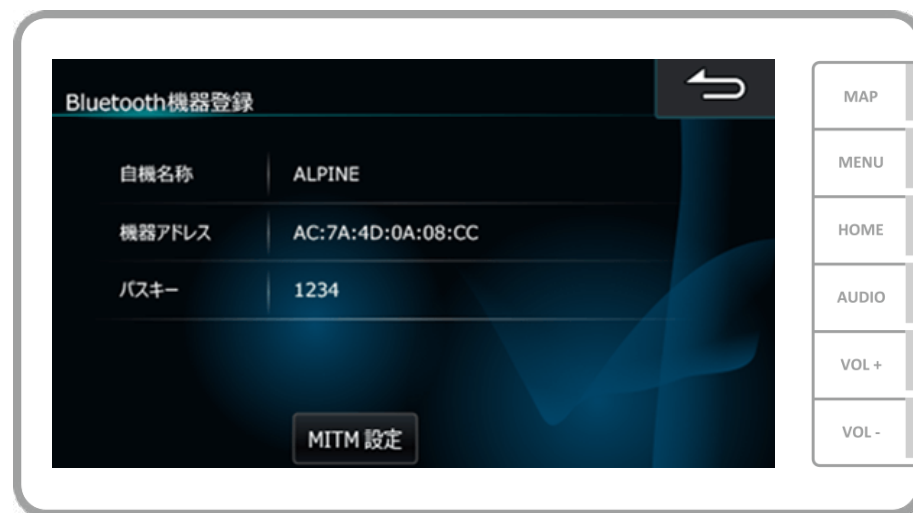 Bluetooth機器登録
自機名称 ALPINE
機器アドレス AC:7A:4D:0A:08:CC
パスキー 1234
MITM 設定
MAP
MENU
HOME
AUDIO
VOL +
VOL -